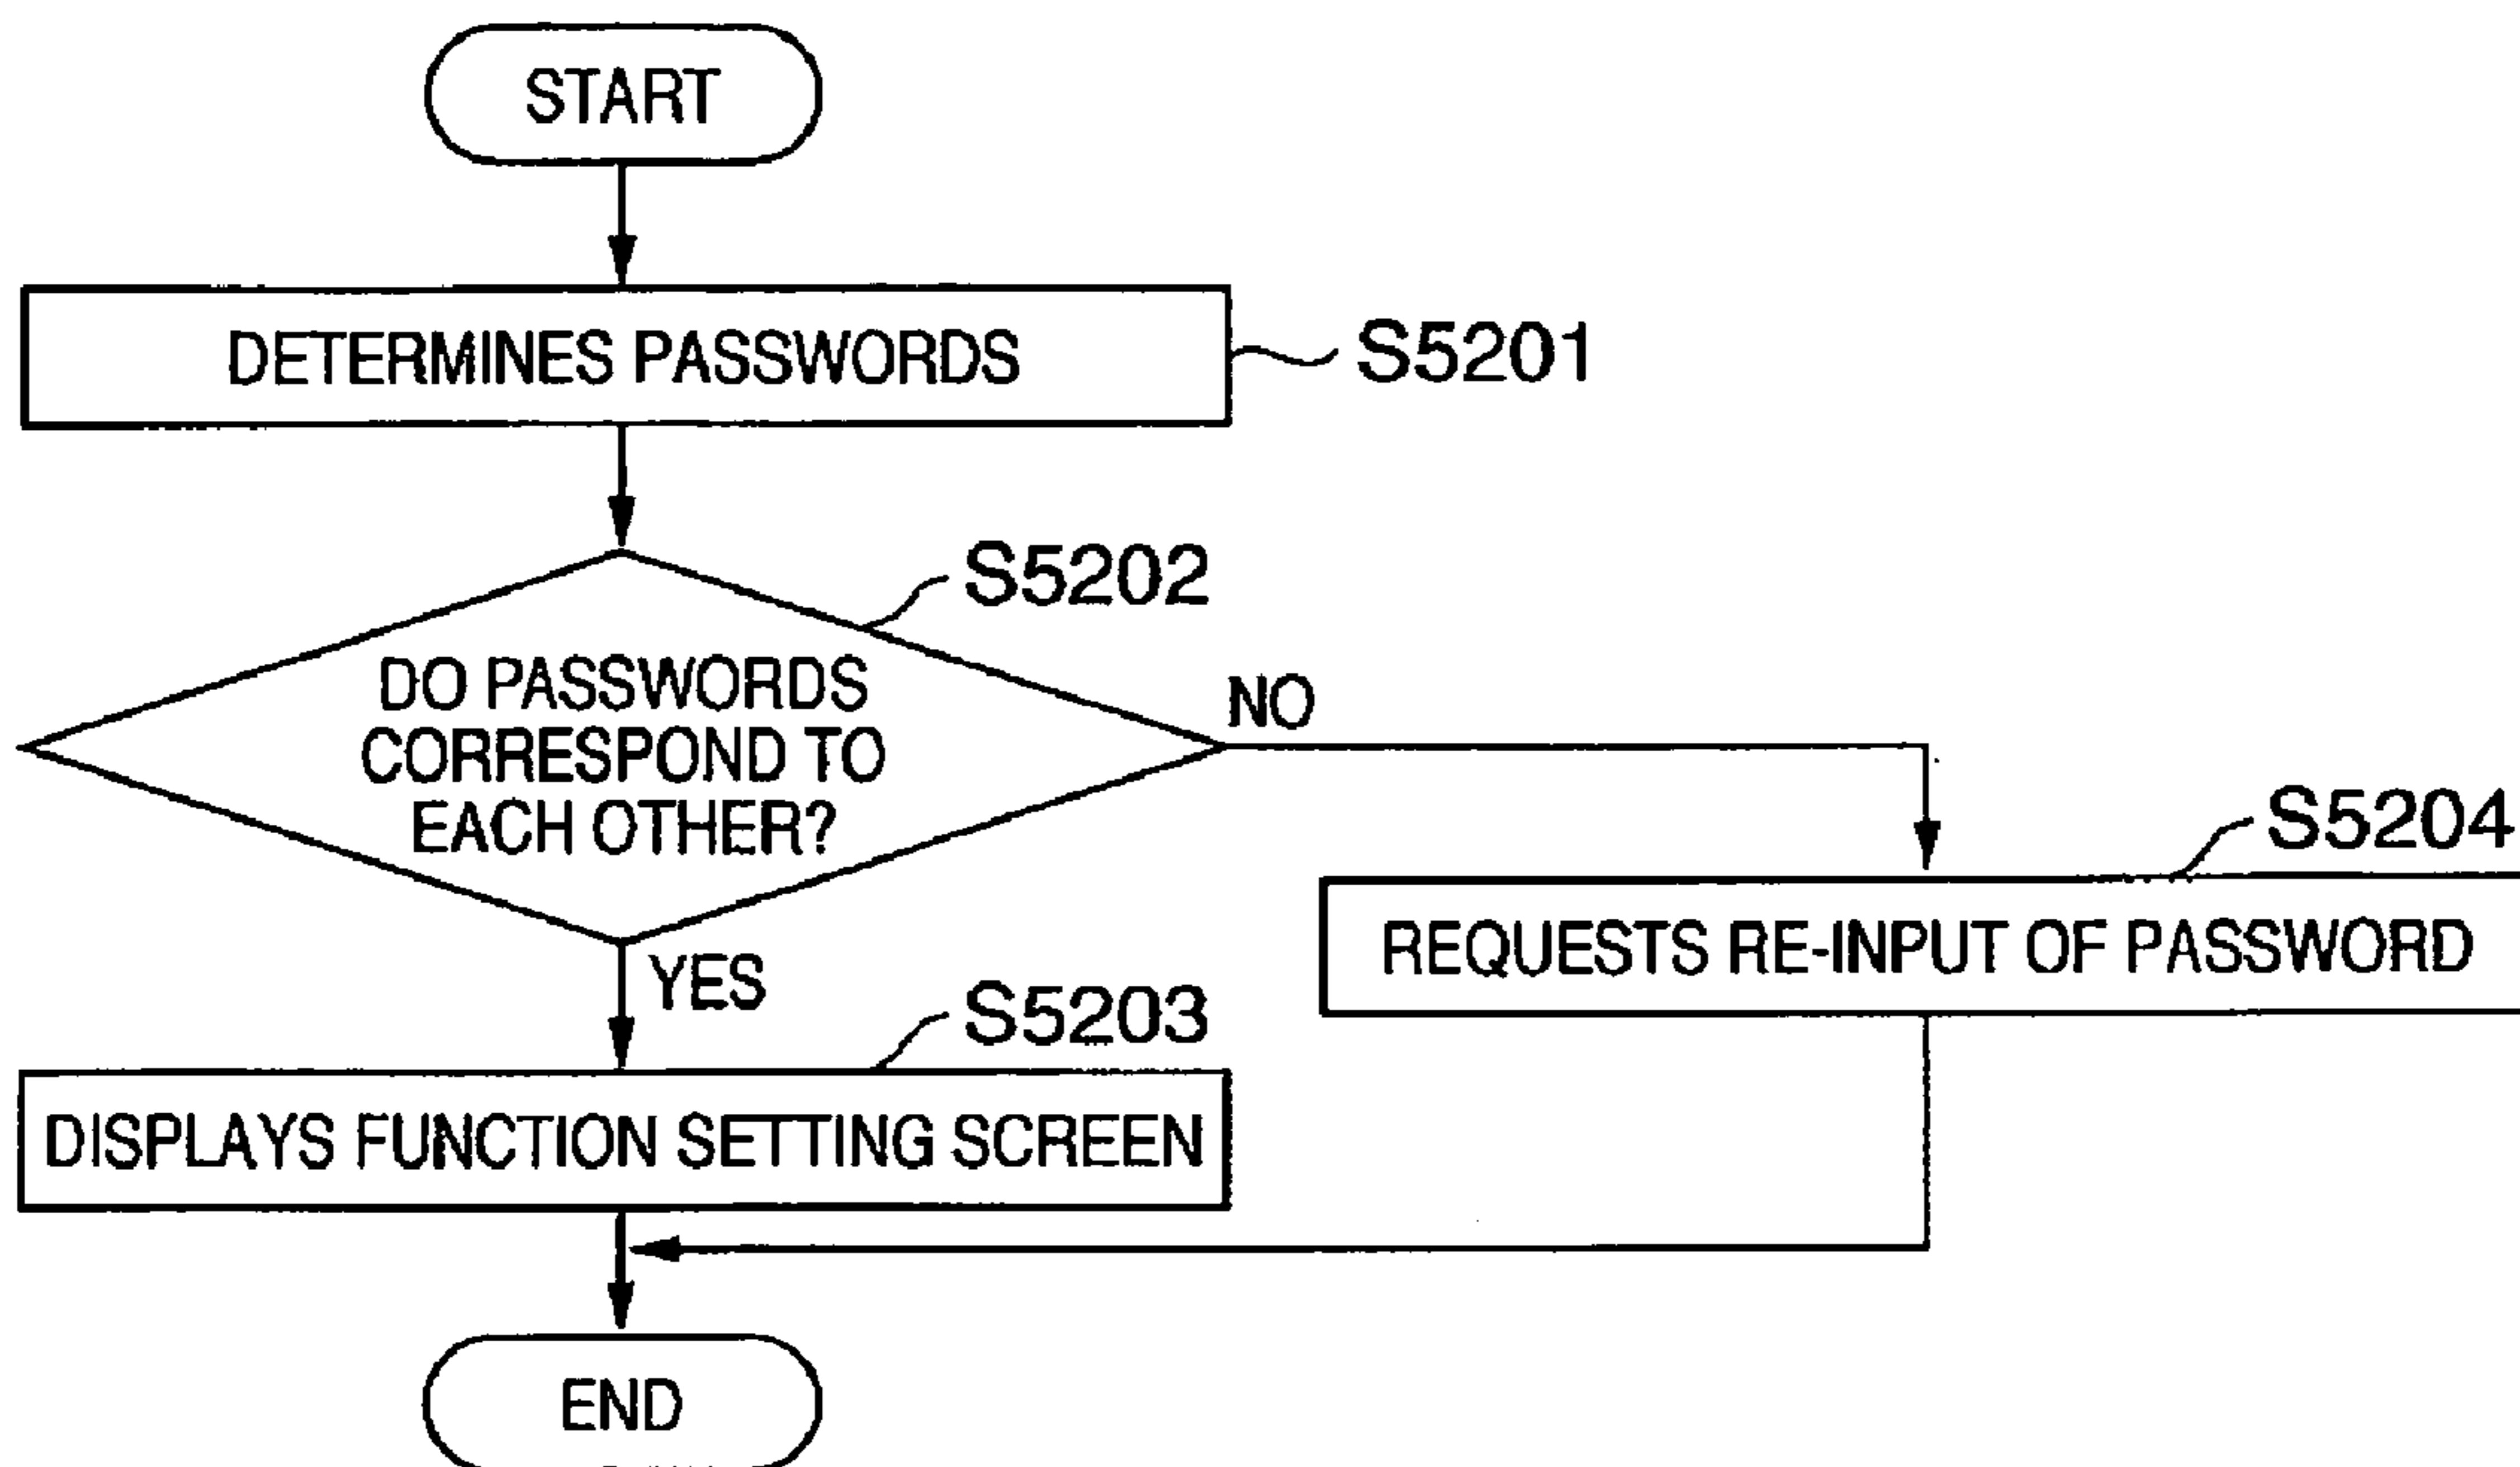 START
DETERMINES PASSWORDS
S5201
S5202
DO PASSWORDS
CORRESPOND TO
EACH OTHER?
NO
S5204
REQUESTS RE-INPUT OF PASSWORD
YES
S5203
DISPLAYS FUNCTION SETTING SCREEN
END